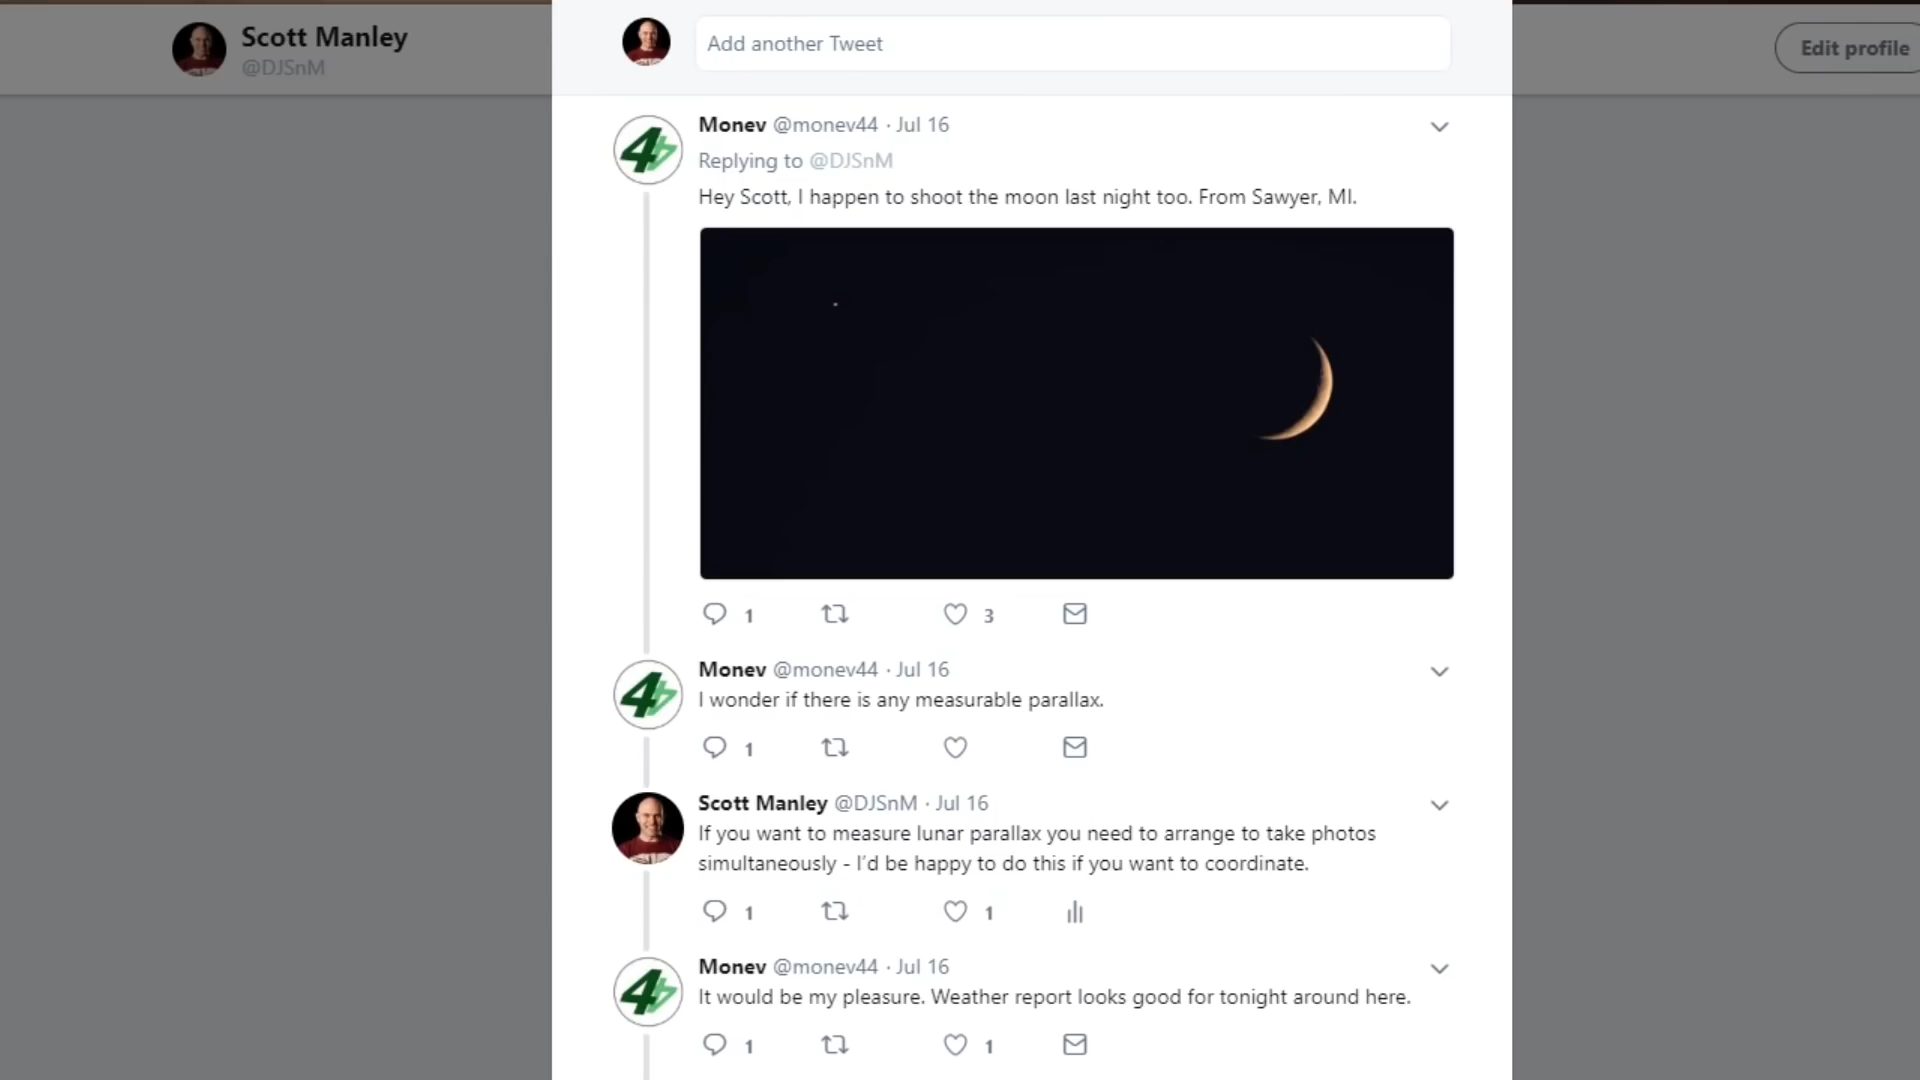 Scott Manley
@DJSnM
Edit profile
Add another Tweet
Monev @monev44 · Jul 16
Replying to @DJSnM
Hey Scott, I happen to shoot the moon last night too. From Sawyer, MI.
1 3
Monev @monev44 · Jul 16
I wonder if there is any measurable parallax.
1
Scott Manley @DJSnM · Jul 16
If you want to measure lunar parallax you need to arrange to take photos
simultaneously - I'd be happy to do this if you want to coordinate.
1 1
Monev @monev44 · Jul 16
It would be my pleasure. Weather report looks good for tonight around here.
1 1